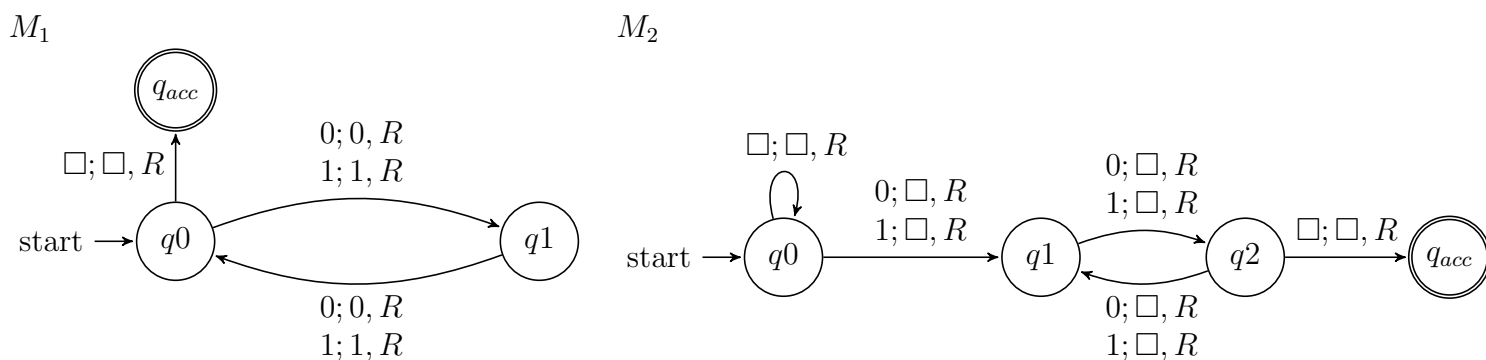 M₁
M₂
q_acc
□; □, R
0; 0, R
1; 1, R
start
q0
q1
0; 0, R
1; 1, R
□; □, R
0; □, R
1; □, R
0; □, R
1; □, R
□; □, R
start
q0
q1
q2
q_acc
0; □, R
1; □, R